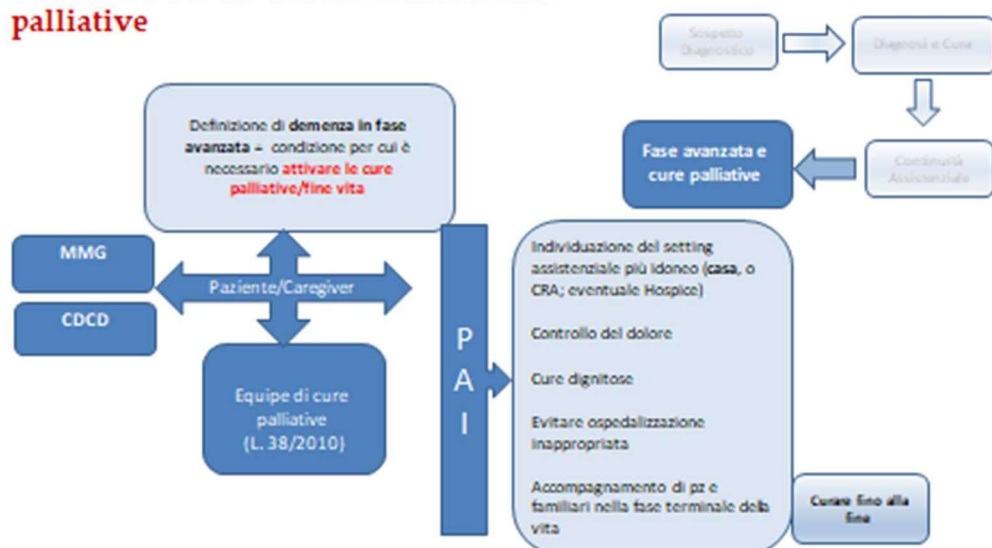 palliative
Sospetto
Diagnostico
Diagnosi e Cura
Definizione di demenza in fase
avanzata = condizione per cui è
necessario attivare le cure
palliative/fine vita
Fase avanzata e
cure palliative
Continuità
Assistenziale
MMG
CDCD
Paziente/Caregiver
Equipe di cure
palliative
(L. 38/2010)
P
A
I
Individuazione del setting
assistenziale più idoneo (casa, o
CRA; eventuale Hospice)
Controllo del dolore
Cure dignitose
Evitare ospedalizzazione
inappropriata
Accompagnamento di pz e
familiari nella fase terminale della
vita
Curare fino alla
fine